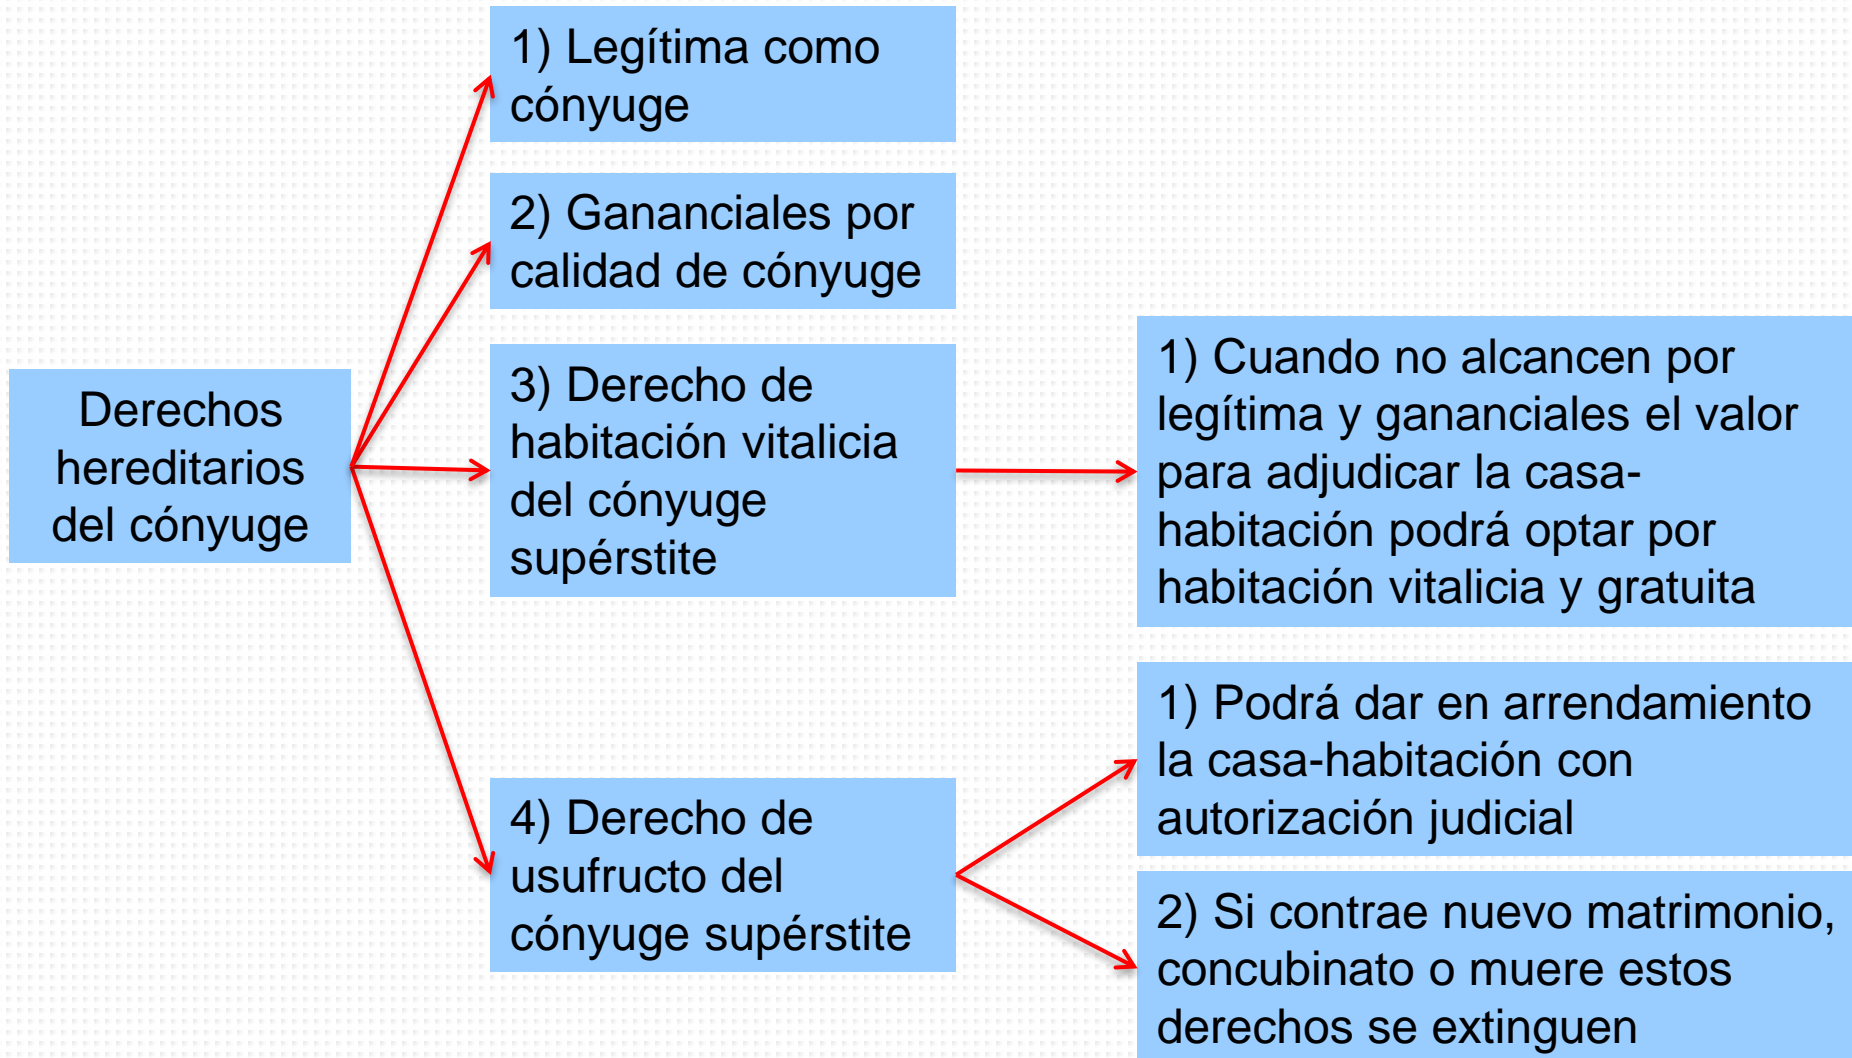 Derechos
hereditarios
del cónyuge
1) Legítima como
cónyuge
2) Gananciales por
calidad de cónyuge
3) Derecho de
habitación vitalicia
del cónyuge
supérstite
1) Cuando no alcancen por
legítima y gananciales el valor
para adjudicar la casa-
habitación podrá optar por
habitación vitalicia y gratuita
4) Derecho de
usufructo del
cónyuge supérstite
1) Podrá dar en arrendamiento
la casa-habitación con
autorización judicial
2) Si contrae nuevo matrimonio,
concubinato o muere estos
derechos se extinguen